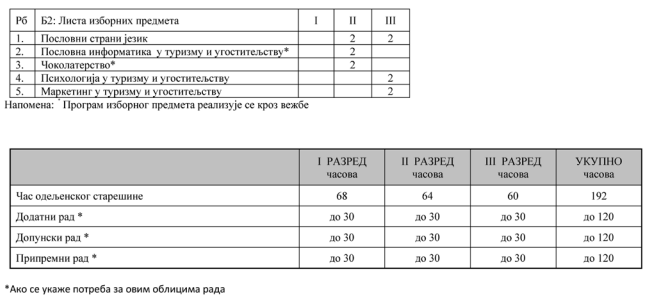 Рб Б2: Листа изборних предмета I II III
1. Пословни страни језик 2 2
2. Пословна информатика у туризму и угоститељству* 2
3. Чоколатерство* 2
4. Психологија у туризму и угоститељству 2
5. Маркетинг у туризму и угоститељству 2
Напомена: * Програм изборног предмета реализује се кроз вежбе
I РАЗРЕД часова II РАЗРЕД часова III РАЗРЕД часова УКУПНО часова
Час одељенског старешине 68 64 60 192
Додатни рад * до 30 до 30 до 30 до 120
Допунски рад * до 30 до 30 до 30 до 120
Припремни рад * до 30 до 30 до 30 до 120
*Ако се укаже потреба за овим облицима рада